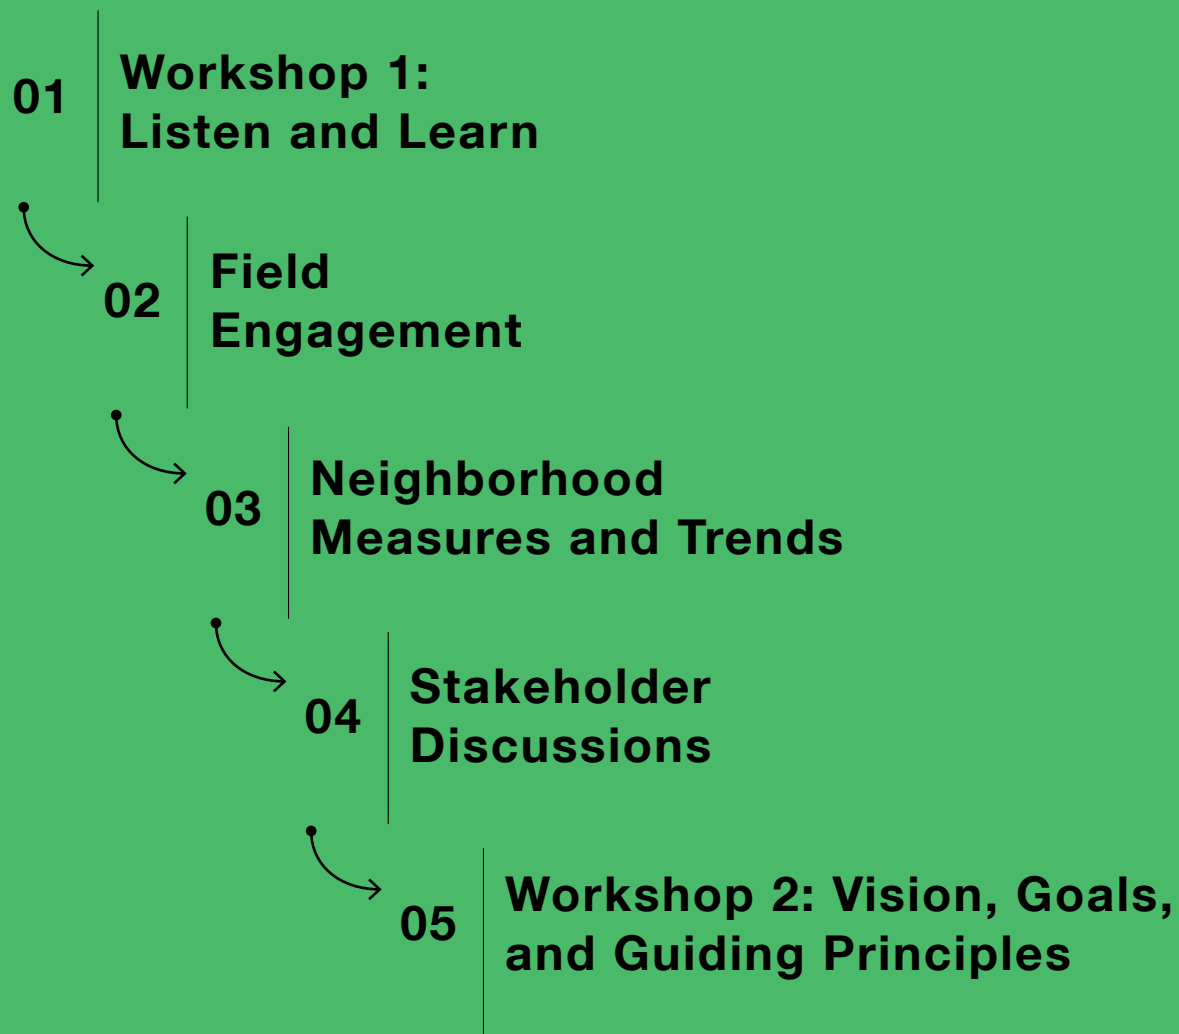 01
Workshop 1:
Listen and Learn
02
Field
Engagement
03
Neighborhood
Measures and Trends
04
Stakeholder
Discussions
05
Workshop 2: Vision, Goals,
and Guiding Principles